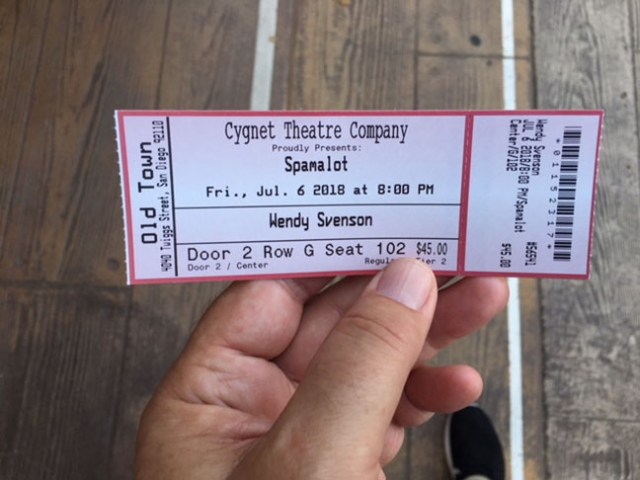 Old Town
4040 Twiggs Street, San Diego 92110
Cygnet Theatre Company
Proudly Presents:
Spamalot
Fri., Jul. 6 2018 at 8:00 PM
Wendy Svenson
Door 2 Row G Seat 102 $45.00
Door 2 / Center Tier 2
Wendy Svenson
JUL 6 2018/8:00 PM/Spamalot
Center/G/102 $45.00